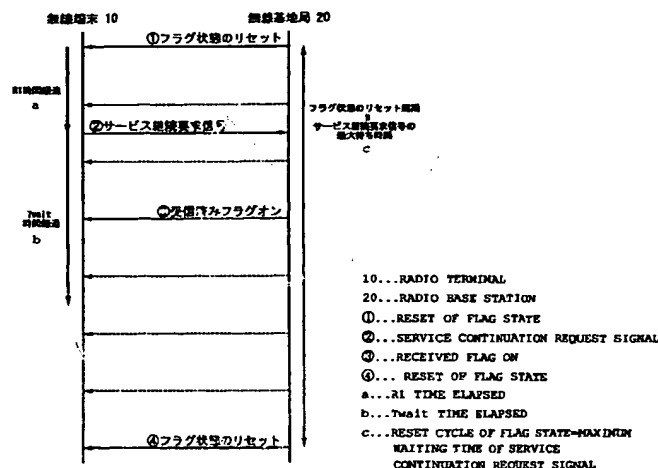 無線端末 10
無線基地局 20
①フラグ状態のリセット
R1時間経過
a
②サービス継続要求信号
フラグ状態のリセット周期
=
サービス継続要求信号の
最大待ち時間
c
③受信済みフラグオン
Twait
時間経過
b
④フラグ状態のリセット
10...RADIO TERMINAL
20...RADIO BASE STATION
①...RESET OF FLAG STATE
②...SERVICE CONTINUATION REQUEST SIGNAL
③...RECEIVED FLAG ON
④... RESET OF FLAG STATE
a...R1 TIME ELAPSED
b...Twait TIME ELAPSED
c...RESET CYCLE OF FLAG STATE=MAXIMUM
WAITING TIME OF SERVICE
CONTINUATION REQUEST SIGNAL